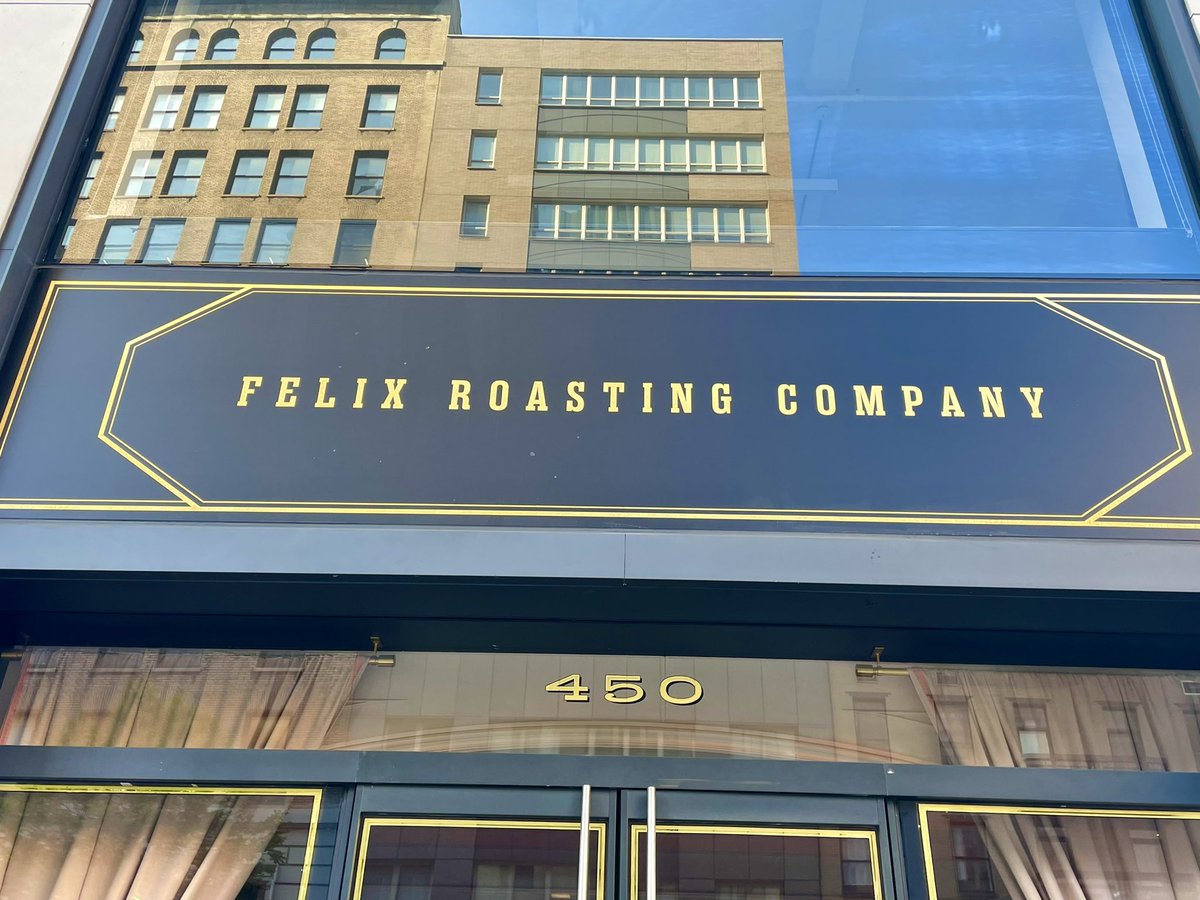 FELIX ROASTING COMPANY
450